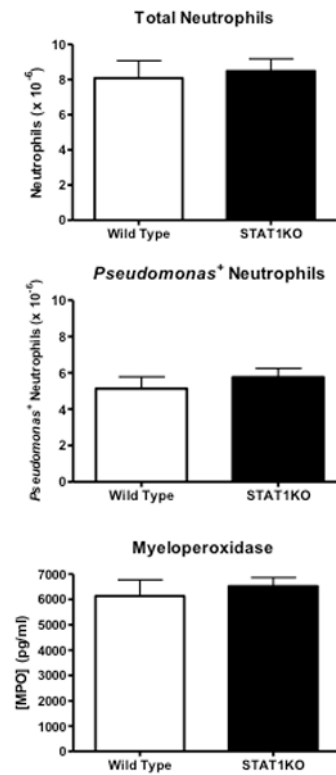 Total Neutrophils
Neutrophils (x 10⁻⁶)
10
8
6
4
2
0
Wild Type STAT1KO
Pseudomonas⁺ Neutrophils
Pseudomonas⁺ Neutrophils (x 10⁻⁶)
10
8
6
4
2
0
Wild Type STAT1KO
Myeloperoxidase
[MPO] (pg/ml)
7000
6000
5000
4000
3000
2000
1000
0
Wild Type STAT1KO